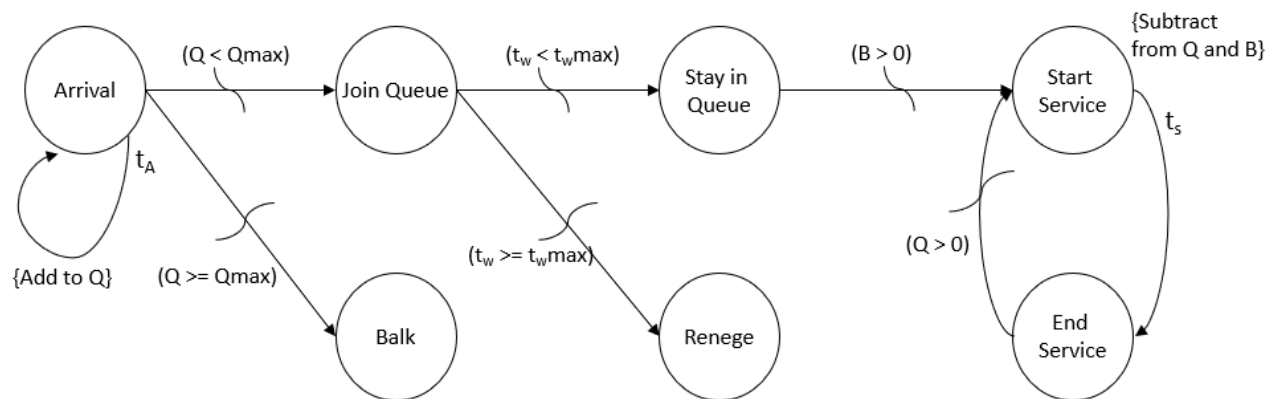 {Subtract
from Q and B}
(Q < Qmax)
(tw < twmax)
(B > 0)
Arrival
Join Queue
Stay in
Queue
Start
Service
tA
ts
{Add to Q}
(Q >= Qmax)
(tw >= twmax)
(Q > 0)
Balk
Renege
End
Service